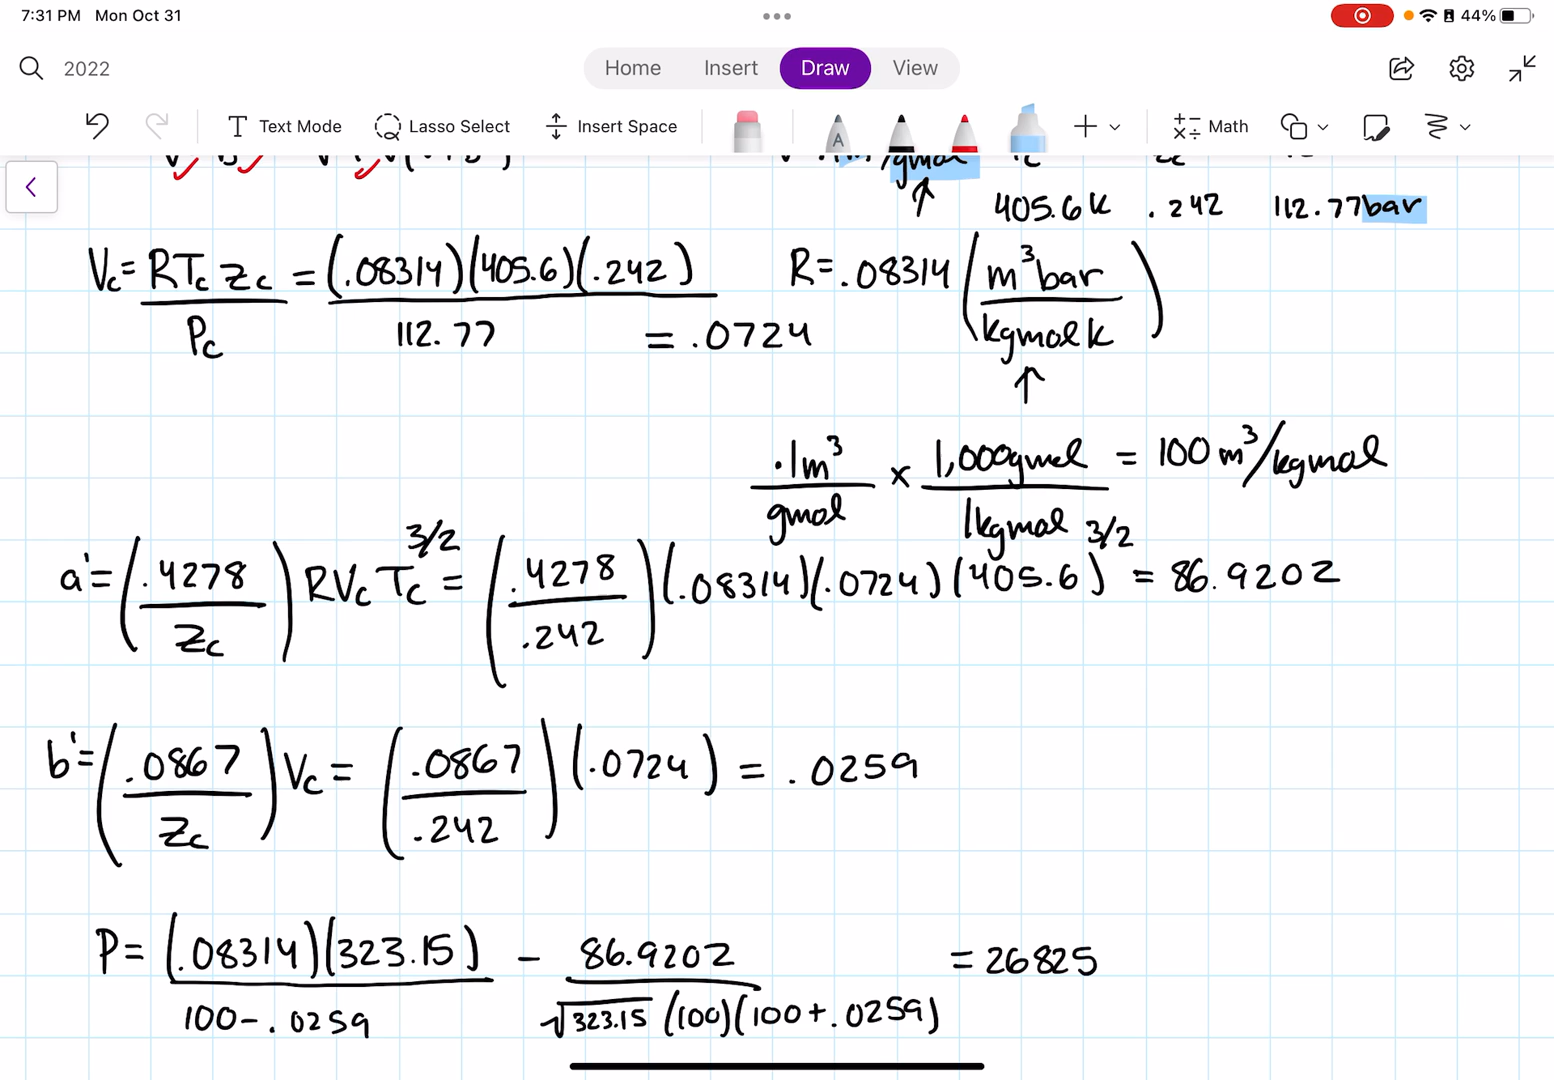 7:31 PM Mon Oct 31 44%
2022 Home Insert Draw View
T Text Mode Lasso Select Insert Space A Math
gmol
405.6K .242 112.77bar
Vc = RTc Zc / Pc = (.08314)(405.6)(.242) / 112.77 = .0724 R = .08314 (m³bar / kgmolk)
.1m³ / gmol × 1,000gmol / 1kgmol = 100 m³/kgmol
a' = (.4278 / Zc) RVc Tc^3/2 = (.4278 / .242)(.08314)(.0724)(405.6)^3/2 = 86.9202
b' = (.0867 / Zc) Vc = (.0867 / .242)(.0724) = .0259
P = (.08314)(323.15) / 100 - .0259 - 86.9202 / √323.15 (100)(100 + .0259) = 26825